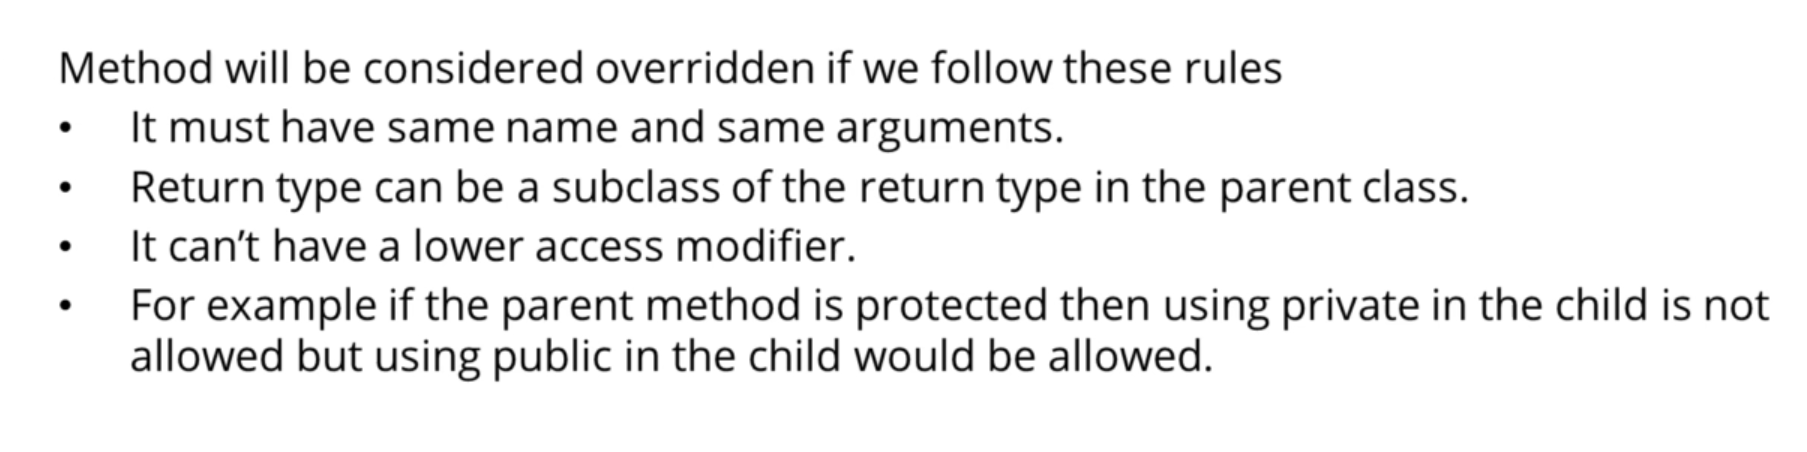 Method will be considered overridden if we follow these rules
• It must have same name and same arguments.
• Return type can be a subclass of the return type in the parent class.
• It can’t have a lower access modifier.
• For example if the parent method is protected then using private in the child is not
allowed but using public in the child would be allowed.